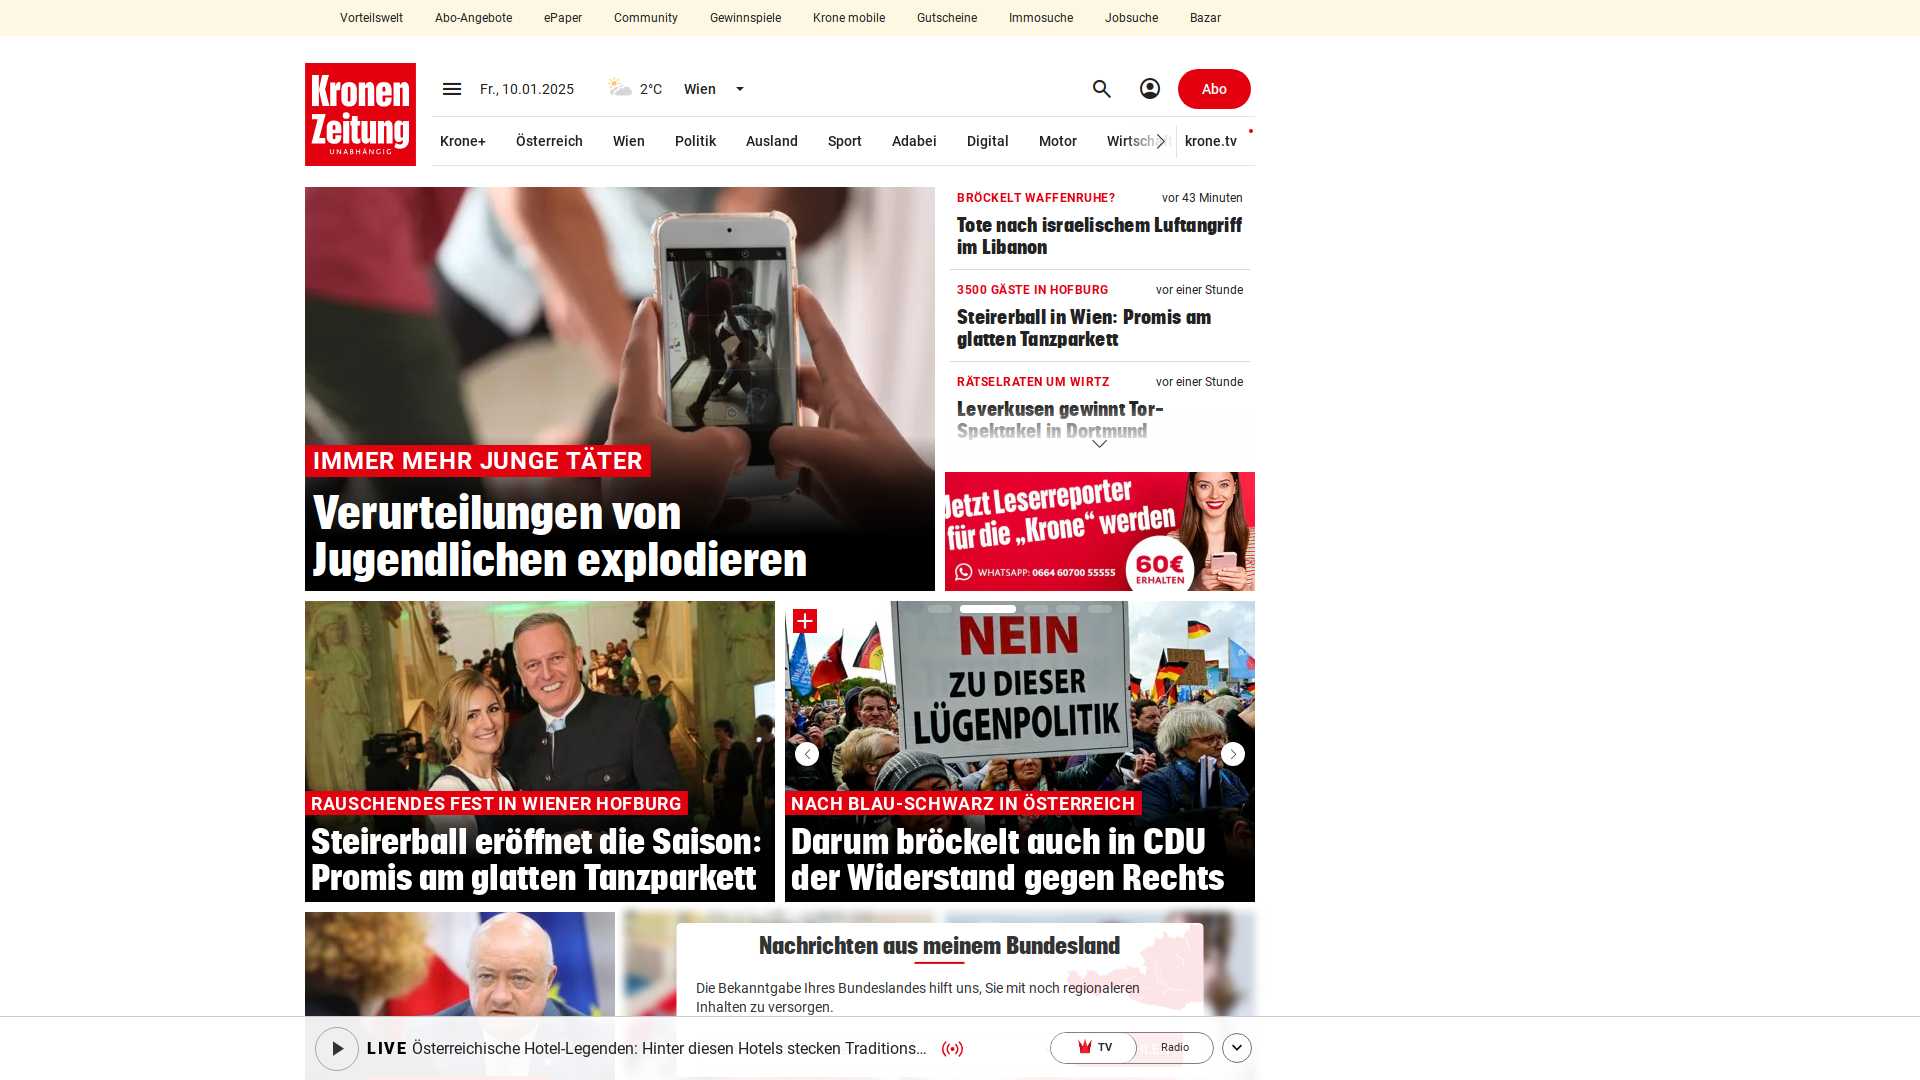 Vorteilswelt Abo-Angebote ePaper Community Gewinnspiele Krone mobile Gutscheine Immosuche Jobsuche Bazar
Kronen
Zeitung
UNABHÄNGIG
Fr., 10.01.2025 2°C Wien
Abo
Krone+ Österreich Wien Politik Ausland Sport Adabei Digital Motor krone.tv
IMMER MEHR JUNGE TÄTER
Verurteilungen von
Jugendlichen explodieren
BRÖCKELT WAFFENRUHE? vor 43 Minuten
Tote nach israelischem Luftangriff
im Libanon
3500 GÄSTE IN HOFBURG vor einer Stunde
Steirerball in Wien: Promis am
glatten Tanzparkett
RÄTSELRATEN UM WIRTZ vor einer Stunde
Leverkusen gewinnt Tor-
Spektakel in Dortmund
Jetzt Leserreporter
für die „Krone“ werden
WHATSAPP: 0664 60700 55555
60€
ERHALTEN
RAUSCHENDES FEST IN WIENER HOFBURG
Steirerball eröffnet die Saison:
Promis am glatten Tanzparkett
NEIN
ZU DIESER
LÜGENPOLITIK
NACH BLAU-SCHWARZ IN ÖSTERREICH
Darum bröckelt auch in CDU
der Widerstand gegen Rechts
Nachrichten aus meinem Bundesland
Die Bekanntgabe Ihres Bundeslandes hilft uns, Sie mit noch regionaleren
Inhalten zu versorgen.
LIVE Österreichische Hotel-Legenden: Hinter diesen Hotels stecken Traditions...
TV Radio